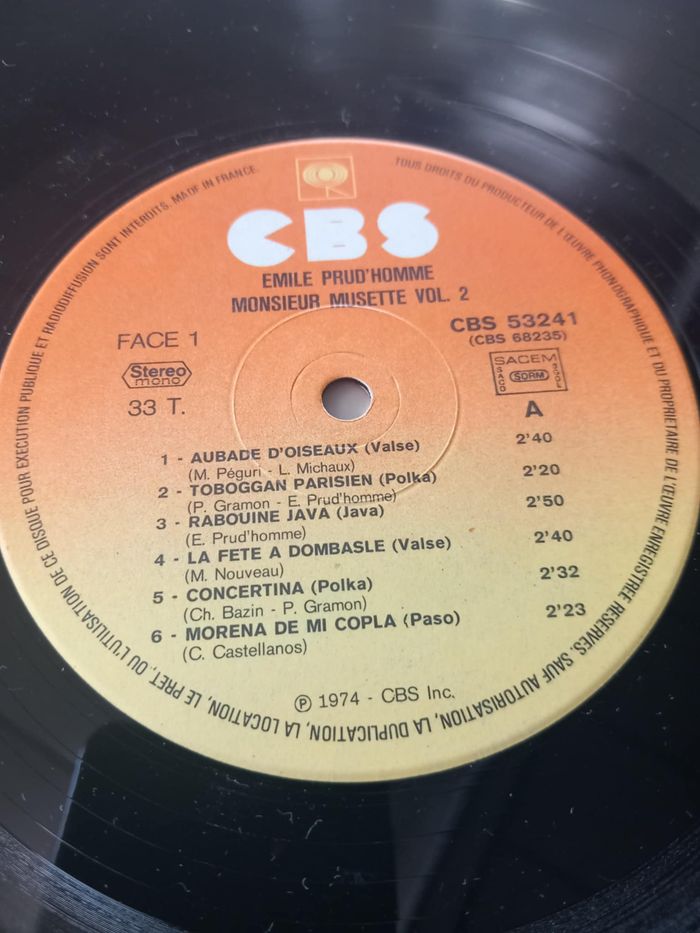 CBS
EMILE PRUD'HOMME
MONSIEUR MUSETTE VOL. 2
FACE 1
CBS 53241
(CBS 68235)
Stereo
mono
SACEM
SACD
SDRM
SGDL
33 T.
A
1 - AUBADE D'OISEAUX (Valse) 2'40
(M. Péguri - L. Michaux)
2 - TOBOGGAN PARISIEN (Polka) 2'20
(P. Gramon - E. Prud'homme)
3 - RABOUINE JAVA (Java) 2'50
(E. Prud'homme)
4 - LA FETE A DOMBASLE (Valse) 2'40
(M. Nouveau)
5 - CONCERTINA (Polka) 2'32
(Ch. Bazin - P. Gramon)
6 - MORENA DE MI COPLA (Paso) 2'23
(C. Castellanos)
℗ 1974 - CBS Inc.
TOUS DROITS DU PRODUCTEUR DE L'ŒUVRE PHONOGRAPHIQUE ET DU PROPRIETAIRE DE L'ŒUVRE ENREGISTREE RESERVES. SAUF AUTORISATION, LA DUPLICATION, LA LOCATION, LE PRET, OU L'UTILISATION DE CE DISQUE POUR EXECUTION PUBLIQUE ET RADIODIFFUSION SONT INTERDITS. MADE IN FRANCE.